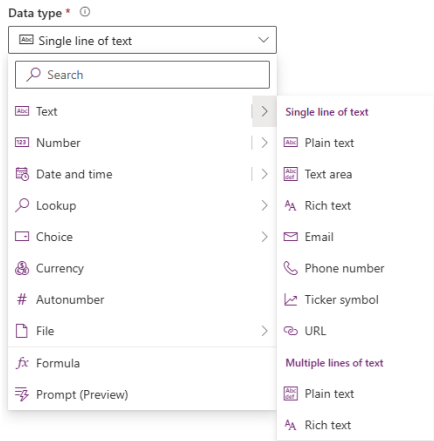 Data type *
Single line of text
Search
Text
Number
Date and time
Lookup
Choice
Currency
Autonumber
File
Formula
Prompt (Preview)
Single line of text
Plain text
Text area
Rich text
Email
Phone number
Ticker symbol
URL
Multiple lines of text
Plain text
Rich text